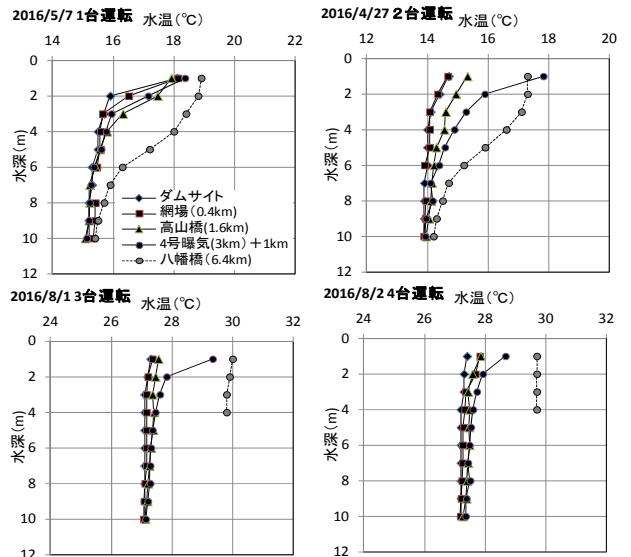 2016/5/7 1台運転 水温(℃)
12 14 16 18 20 22
0
2
4
6
8
10
12
水深(m)
ダムサイト
網場(0.4km)
高山橋(1.6km)
4号曝気(3km)+1km
八幡橋(6.4km)
2016/4/27 2台運転 水温(℃)
12 14 16 18 20
0
2
4
6
8
10
12
水深(m)
2016/8/1 3台運転 水温(℃)
24 26 28 30 32
0
2
4
6
8
10
12
水深(m)
2016/8/2 4台運転 水温(℃)
24 26 28 30 32
0
2
4
6
8
10
12
水深(m)